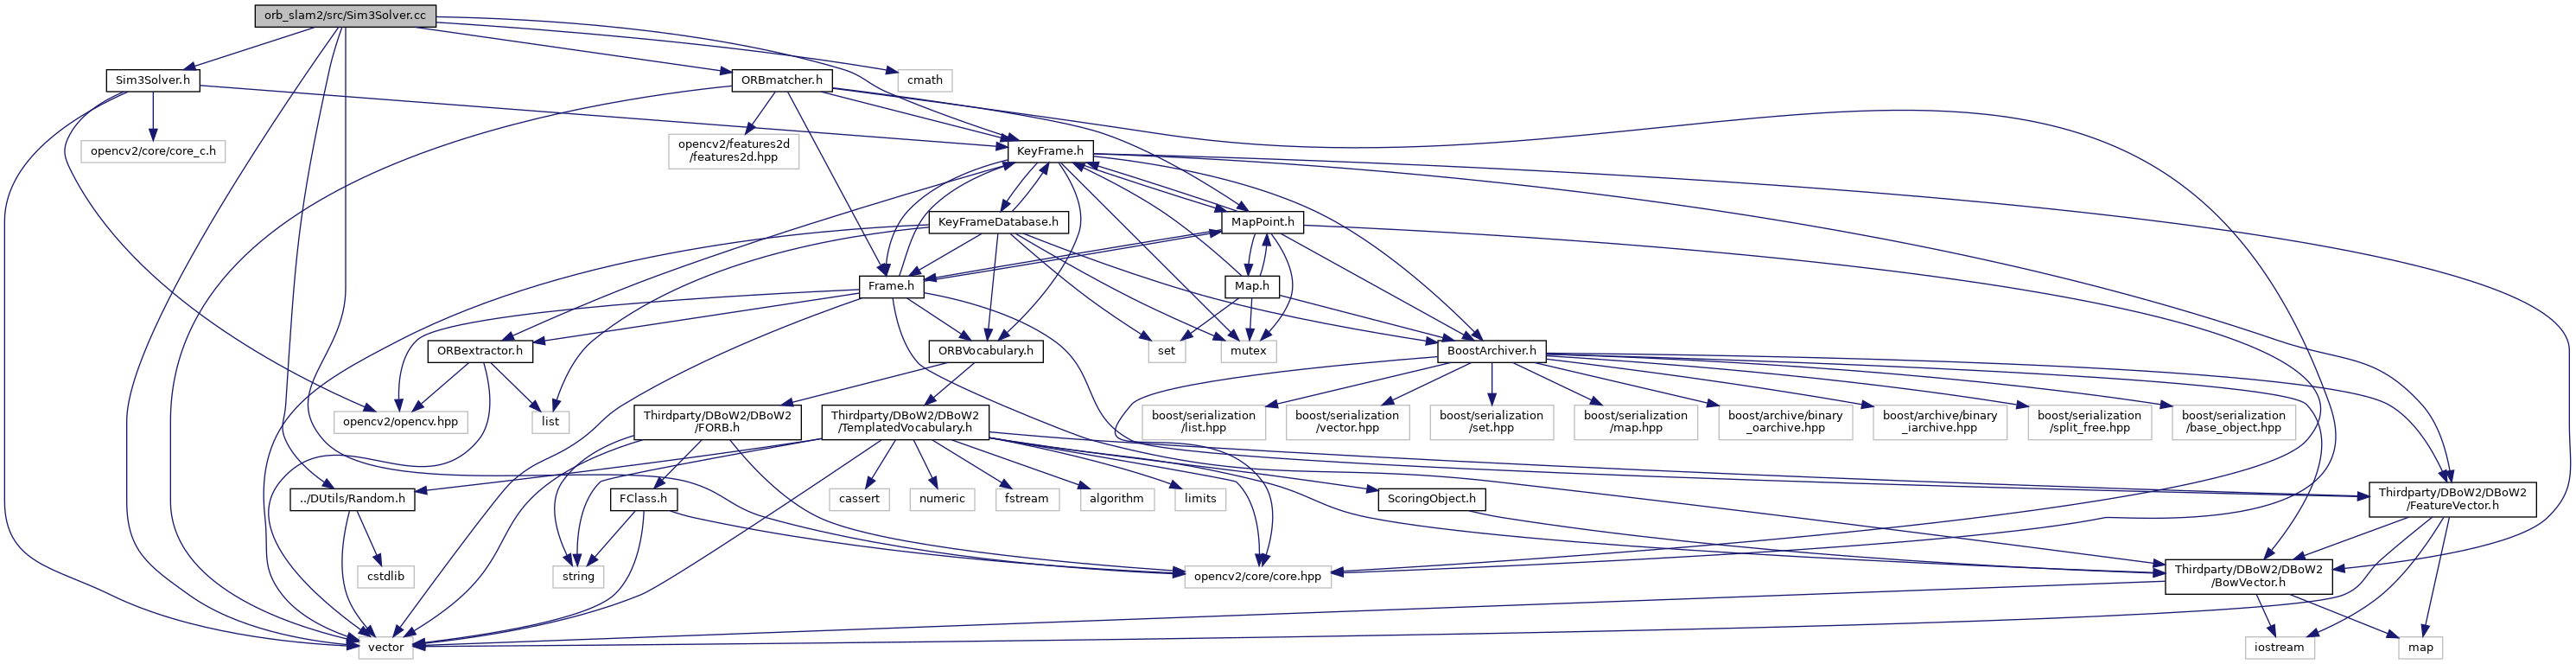 orb_slam2/src/Sim3Solver.cc
Sim3Solver.h
ORBmatcher.h
cmath
opencv2/core/core_c.h
opencv2/features2d
/features2d.hpp
KeyFrame.h
KeyFrameDatabase.h
MapPoint.h
Frame.h
Map.h
ORBextractor.h
ORBVocabulary.h
set
mutex
BoostArchiver.h
opencv2/opencv.hpp
list
Thirdparty/DBoW2/DBoW2
/FORB.h
Thirdparty/DBoW2/DBoW2
/TemplatedVocabulary.h
boost/serialization
/list.hpp
boost/serialization
/vector.hpp
boost/serialization
/set.hpp
boost/serialization
/map.hpp
boost/archive/binary
_oarchive.hpp
boost/archive/binary
_iarchive.hpp
boost/serialization
/split_free.hpp
boost/serialization
/base_object.hpp
../DUtils/Random.h
FClass.h
cassert
numeric
fstream
algorithm
limits
ScoringObject.h
Thirdparty/DBoW2/DBoW2
/FeatureVector.h
cstdlib
string
opencv2/core/core.hpp
Thirdparty/DBoW2/DBoW2
/BowVector.h
vector
iostream
map